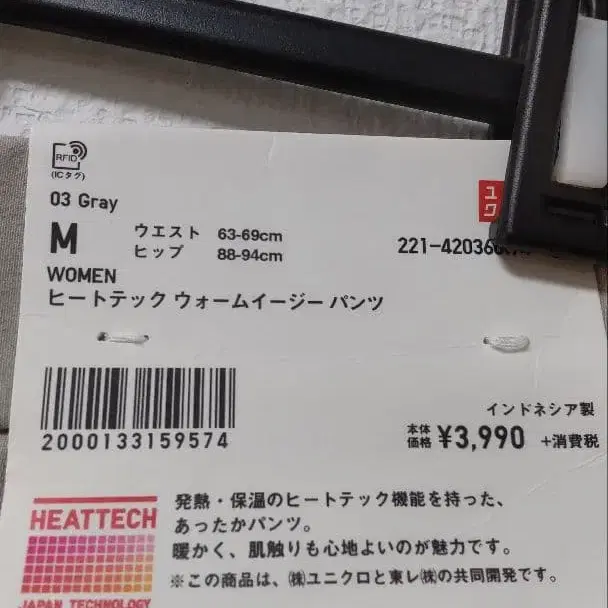 RFID
(ICタグ)
03 Gray
M ウエスト 63-69cm
ヒップ 88-94cm
ユ
ク
WOMEN
ヒートテック ウォームイージー パンツ
2000133159574
インドネシア製
本体価格 ¥3,990 +消費税
HEATTECH
JAPAN TECHNOLOGY
発熱・保温のヒートテック機能を持った、
あったかパンツ。
暖かく、肌触りも心地よいのが魅力です。
※この商品は、㈱ユニクロと東レ㈱の共同開発です。